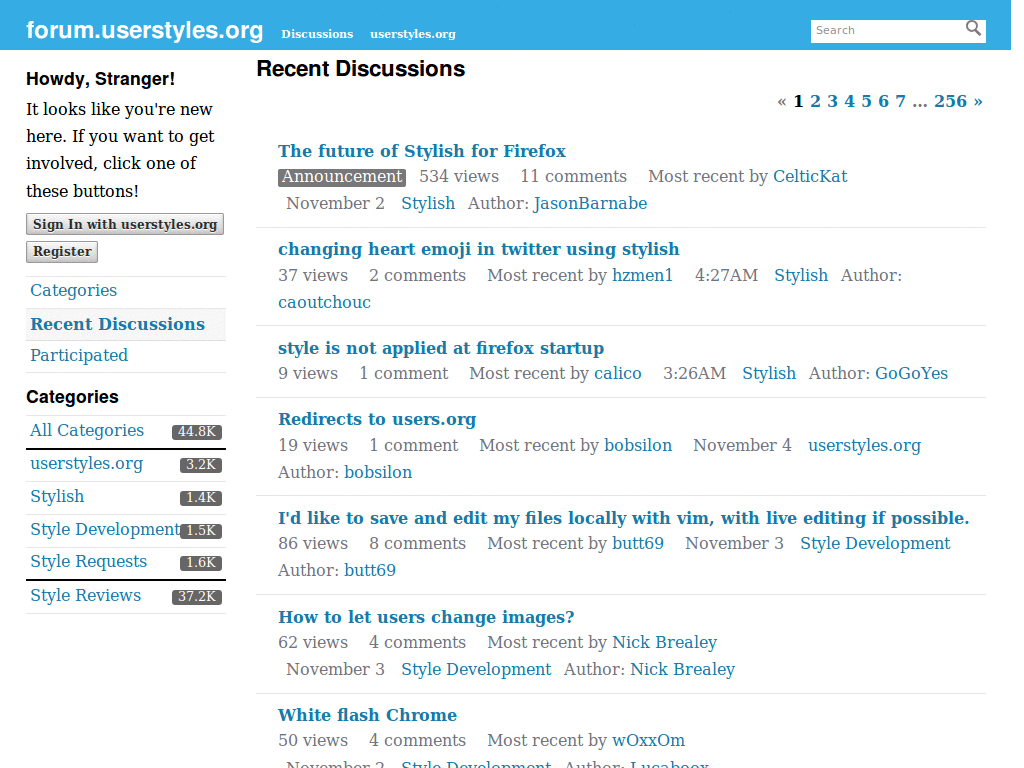 forum.userstyles.org Discussions userstyles.org Search
Howdy, Stranger!
It looks like you're new
here. If you want to get
involved, click one of
these buttons!
Sign In with userstyles.org
Register
Categories
Recent Discussions
Participated
Categories
All Categories 44.8K
userstyles.org 3.2K
Stylish 1.4K
Style Development 1.5K
Style Requests 1.6K
Style Reviews 37.2K
Recent Discussions
« 1 2 3 4 5 6 7 … 256 »
The future of Stylish for Firefox
Announcement 534 views 11 comments Most recent by CelticKat
November 2 Stylish Author: JasonBarnabe
changing heart emoji in twitter using stylish
37 views 2 comments Most recent by hzmen1 4:27AM Stylish Author:
caoutchouc
style is not applied at firefox startup
9 views 1 comment Most recent by calico 3:26AM Stylish Author: GoGoYes
Redirects to users.org
19 views 1 comment Most recent by bobsilon November 4 userstyles.org
Author: bobsilon
I'd like to save and edit my files locally with vim, with live editing if possible.
86 views 8 comments Most recent by butt69 November 3 Style Development
Author: butt69
How to let users change images?
62 views 4 comments Most recent by Nick Brealey
November 3 Style Development Author: Nick Brealey
White flash Chrome
50 views 4 comments Most recent by wOxxOm
November 2 Style Development Author: Lucaboox